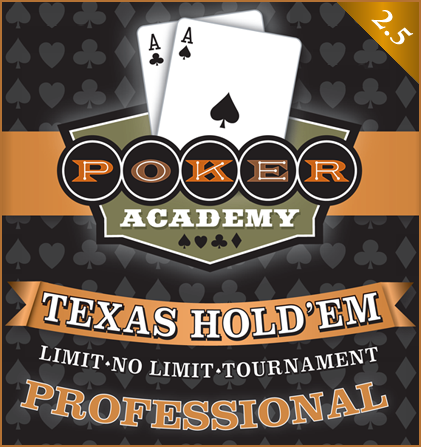 2.5
A A
POKER
ACADEMY
TEXAS HOLD'EM
LIMIT♦NO LIMIT♦TOURNAMENT
PROFESSIONAL